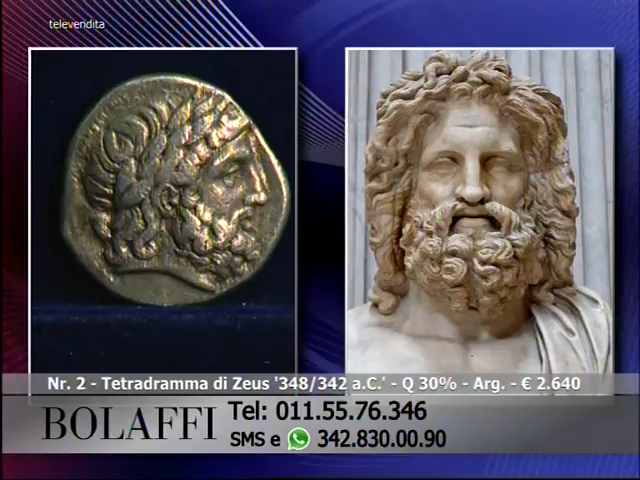 televendita
Nr. 2 - Tetradramma di Zeus '348/342 a.C.' - Q 30% - Arg. - € 2.640
BOLAFFI
Tel: 011.55.76.346
SMS e 342.830.00.90